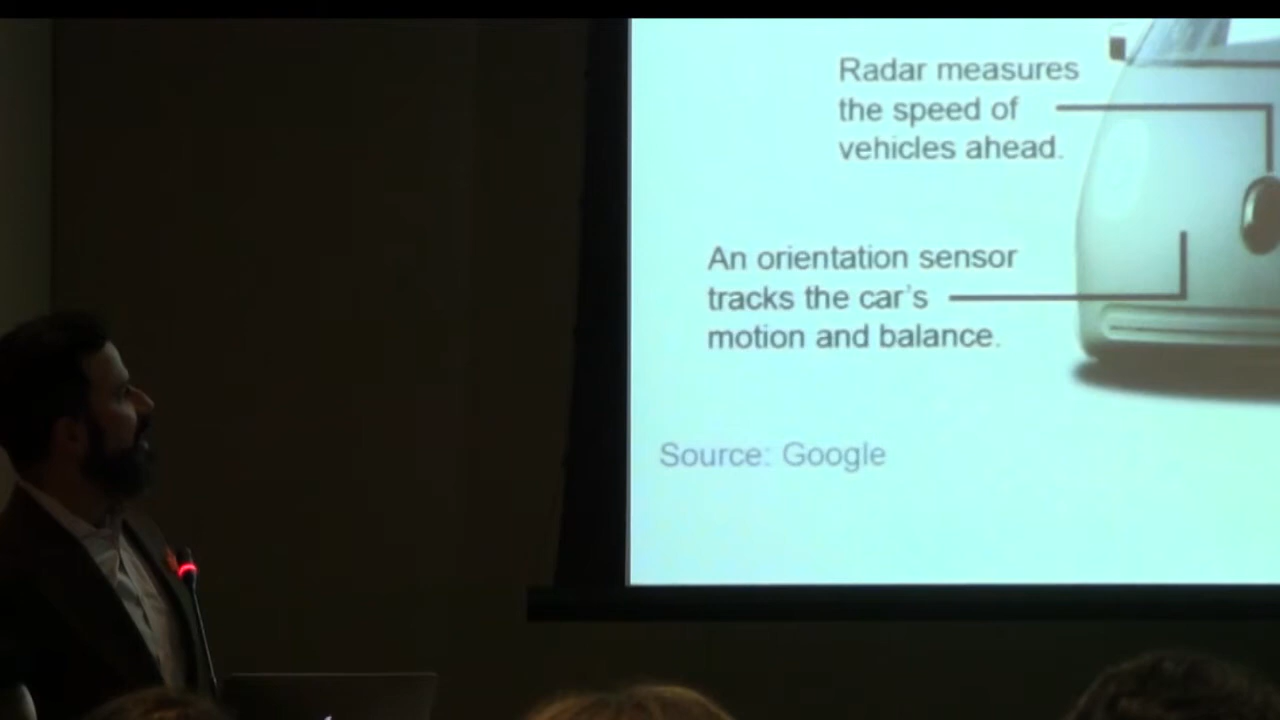 Radar measures
the speed of
vehicles ahead.
An orientation sensor
tracks the car's
motion and balance.
Source: Google